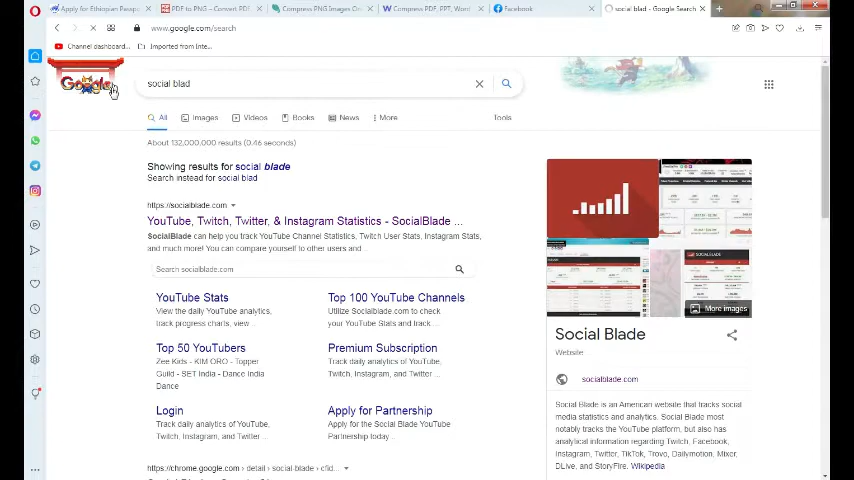 Apply for Ethiopian Passp
PDF to PNG – Convert PDF
Compress PNG Images On
Compress PDF, PPT, Word
Facebook
social blad - Google Search
www.google.com/search
Channel dashboard...
Imported from Inte...
Google
social blad
All
Images
Videos
Books
News
More
Tools
About 132,000,000 results (0.46 seconds)
Showing results for social blade
Search instead for social blad
https://socialblade.com
YouTube, Twitch, Twitter, & Instagram Statistics - SocialBlade ...
SocialBlade can help you track YouTube Channel Statistics, Twitch User Stats, Instagram Stats,
and much more! You can compare yourself to other users and ...
Search socialblade.com
YouTube Stats
View the daily YouTube analytics,
track progress charts, view ...
Top 100 YouTube Channels
Utilize Socialblade.com to check
your YouTube Stats and track ...
Top 50 YouTubers
Zee Kids - KIM ORO - Topper
Guild - SET India - Dance India
Dance
Premium Subscription
Track daily analytics of YouTube,
Twitch, Instagram, and Twitter ...
Login
Track daily analytics of YouTube,
Twitch, Instagram, and Twitter ...
Apply for Partnership
Apply for the Social Blade YouTube
Partnership today ...
https://chrome.google.com › detail › social-blade › cfid...
SOCIAL BLADE
More images
Social Blade
Website
socialblade.com
Social Blade is an American website that tracks social
media statistics and analytics. Social Blade most
notably tracks the YouTube platform, but also has
analytical information regarding Twitch, Facebook,
Instagram, Twitter, TikTok, Trovo, Dailymotion, Mixer,
DLive, and StoryFire. Wikipedia